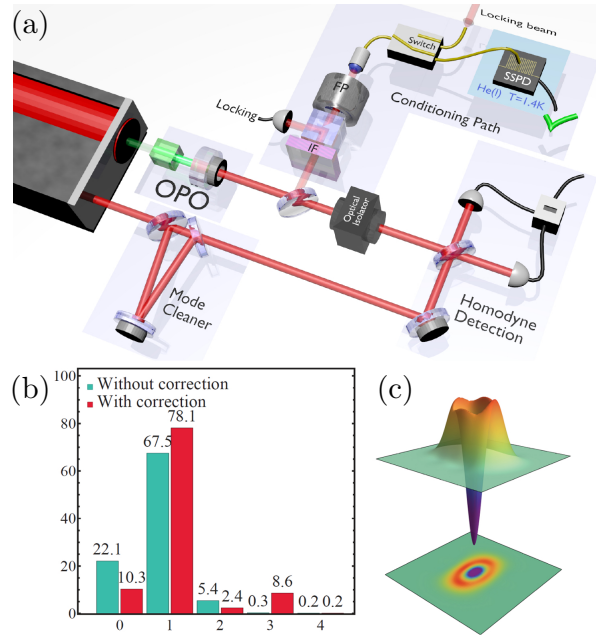 (a)
Locking beam
Switch
SSPD
He(l) T=1.4K
FP
Conditioning Path
Locking
IF
OPO
Optical
Isolator
Mode
Cleaner
Homodyne
Detection
(b)
(c)
100
80
60
40
20
0
Without correction
With correction
22.1
10.3
67.5
78.1
5.4
2.4
0.3
8.6
0.2
0.2
0
1
2
3
4